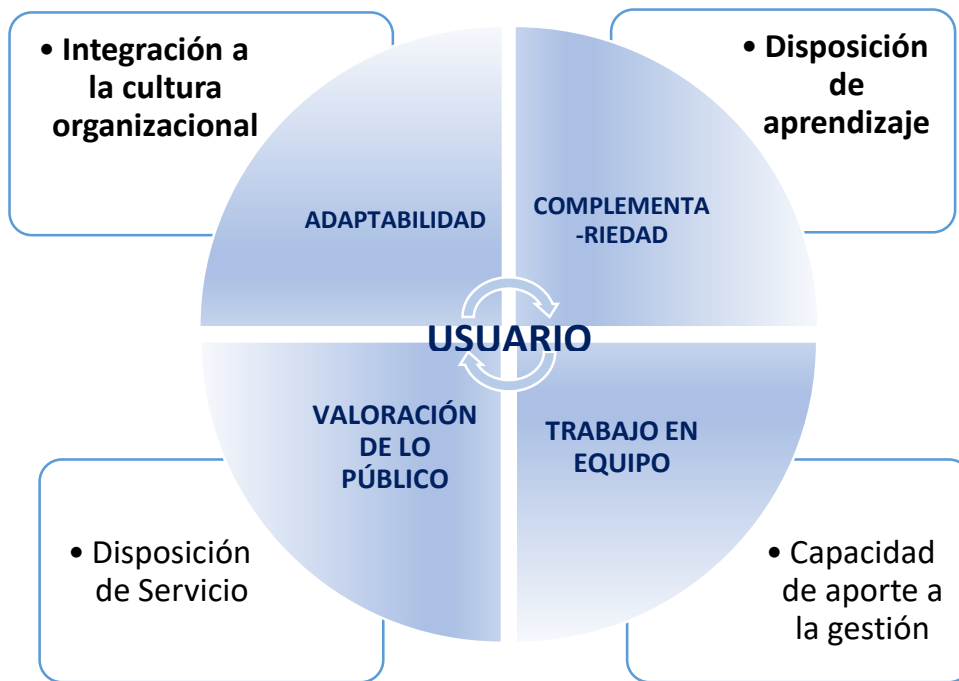 • Integración a
la cultura
organizacional
• Disposición
de
aprendizaje
ADAPTABILIDAD
COMPLEMENTA
-RIEDAD
USUARIO
VALORACIÓN
DE LO
PÚBLICO
TRABAJO EN
EQUIPO
• Disposición
de Servicio
• Capacidad
de aporte a
la gestión